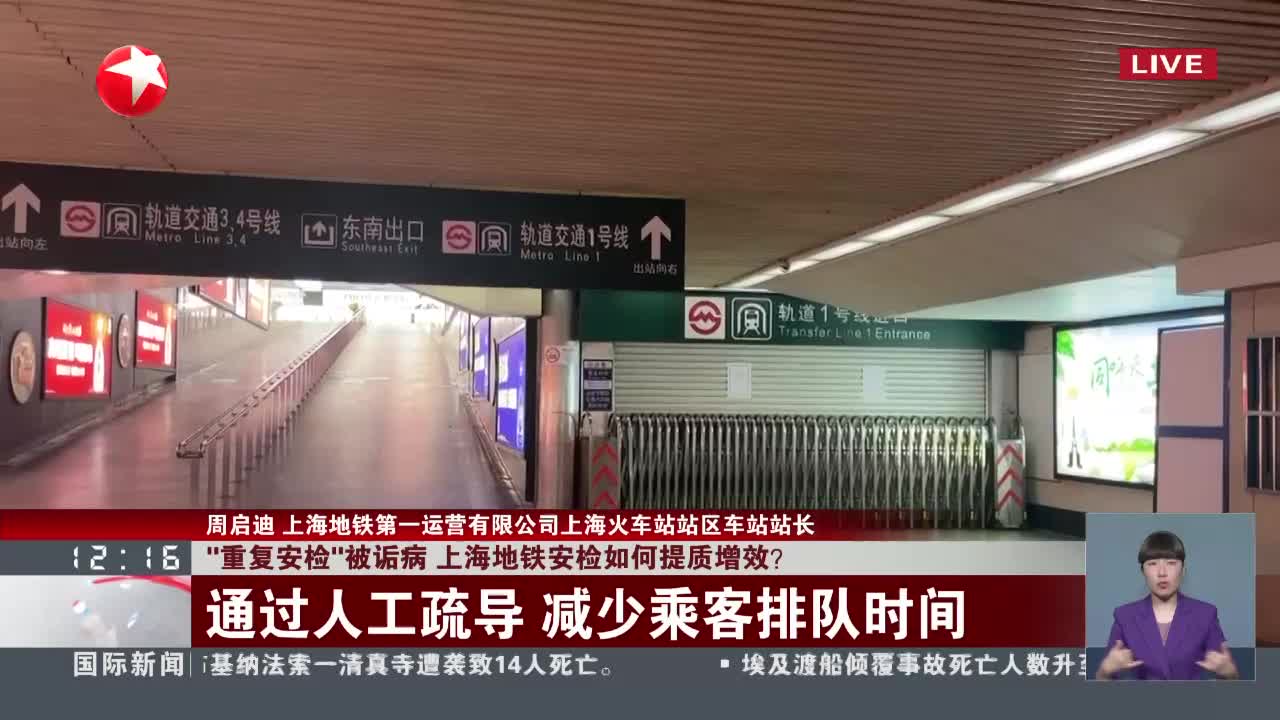 LIVE
出站向左
轨道交通3、4号线
Metro Line 3,4
东南出口
Southeast Exit
轨道交通1号线
Metro Line 1
出站向右
轨道1号线进口
Transfer Line 1 Entrance
周启迪 上海地铁第一运营有限公司上海火车站站区车站站长
12:16
"重复安检"被诟病 上海地铁安检如何提质增效?
通过人工疏导 减少乘客排队时间
国际新闻
基纳法索一清真寺遭袭致14人死亡。
▪ 埃及渡船倾覆事故死亡人数升